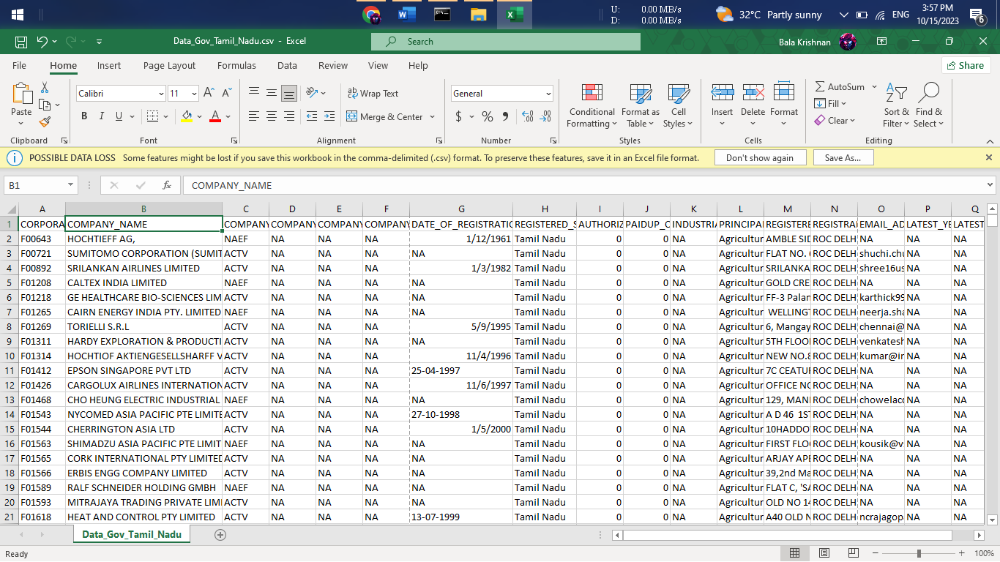 U: 0.00 MB/s
D: 0.00 MB/s
32°C Partly sunny
ENG
3:57 PM
10/15/2023
6
Data_Gov_Tamil_Nadu.csv - Excel
Search
Bala Krishnan
File Home Insert Page Layout Formulas Data Review View Help
Share
Paste
Calibri 11
Wrap Text
Merge & Center
General
Conditional Formatting
Format as Table
Cell Styles
Insert Delete Format
AutoSum
Fill
Clear
Sort & Filter
Find & Select
Clipboard Font Alignment Number Styles Cells Editing
POSSIBLE DATA LOSS Some features might be lost if you save this workbook in the comma-delimited (.csv) format. To preserve these features, save it in an Excel file format. Don't show again Save As...
B1 fx COMPANY_NAME
A B C D E F G H I J K L M N O P Q
1 CORPORA COMPANY_NAME COMPANY COMPANY COMPANY COMPANY DATE_OF_REGISTRATIO REGISTERED_S AUTHORIZ PAIDUP_C INDUSTRIA PRINCIPAL REGISTERE REGISTRA EMAIL_AD LATEST_YE LATEST
2 F00643 HOCHTIEFF AG, NAEF NA NA NA 1/12/1961 Tamil Nadu 0 0 NA Agricultur AMBLE SID ROC DELH NA NA NA
3 F00721 SUMITOMO CORPORATION (SUMIT ACTV NA NA NA NA Tamil Nadu 0 0 NA Agricultur FLAT NO. ROC DELH shuchi.chu NA NA
4 F00892 SRILANKAN AIRLINES LIMITED ACTV NA NA NA 1/3/1982 Tamil Nadu 0 0 NA Agricultur SRILANKA ROC DELH shree16us NA NA
5 F01208 CALTEX INDIA LIMITED NAEF NA NA NA NA Tamil Nadu 0 0 NA Agricultur GOLD CRE ROC DELH NA NA NA
6 F01218 GE HEALTHCARE BIO-SCIENCES LIM ACTV NA NA NA NA Tamil Nadu 0 0 NA Agricultur FF-3 Palan ROC DELH karthick99 NA NA
7 F01265 CAIRN ENERGY INDIA PTY. LIMITED NAEF NA NA NA NA Tamil Nadu 0 0 NA Agricultur WELLINGT ROC DELH neerja.sha NA NA
8 F01269 TORIELLI S.R.L ACTV NA NA NA 5/9/1995 Tamil Nadu 0 0 NA Agricultur 6, Mangay ROC DELH chennai@ NA NA
9 F01311 HARDY EXPLORATION & PRODUCTI ACTV NA NA NA NA Tamil Nadu 0 0 NA Agricultur 5TH FLOO ROC DELH venkatesh NA NA
10 F01314 HOCHTIOF AKTIENGESELLSHARFF V ACTV NA NA NA 11/4/1996 Tamil Nadu 0 0 NA Agricultur NEW NO.8 ROC DELH kumar@in NA NA
11 F01412 EPSON SINGAPORE PVT LTD ACTV NA NA NA 25-04-1997 Tamil Nadu 0 0 NA Agricultur 7C CEATUR ROC DELH NA NA NA
12 F01426 CARGOLUX AIRLINES INTERNATION ACTV NA NA NA 11/6/1997 Tamil Nadu 0 0 NA Agricultur OFFICE NO ROC DELH NA NA NA
13 F01468 CHO HEUNG ELECTRIC INDUSTRIAL NAEF NA NA NA NA Tamil Nadu 0 0 NA Agricultur 129, MANN ROC DELH chowelacc NA NA
14 F01543 NYCOMED ASIA PACIFIC PTE LIMITE ACTV NA NA NA 27-10-1998 Tamil Nadu 0 0 NA Agricultur A D 46 1ST ROC DELH NA NA NA
15 F01544 CHERRINGTON ASIA LTD ACTV NA NA NA 1/5/2000 Tamil Nadu 0 0 NA Agricultur 10HADDO ROC DELH NA NA NA
16 F01563 SHIMADZU ASIA PACIFIC PTE LIMIT NAEF NA NA NA NA Tamil Nadu 0 0 NA Agricultur FIRST FLO ROC DELH kousik@v NA NA
17 F01565 CORK INTERNATIONAL PTY LIMITED ACTV NA NA NA NA Tamil Nadu 0 0 NA Agricultur ARJAY APE ROC DELH NA NA NA
18 F01566 ERBIS ENGG COMPANY LIMITED ACTV NA NA NA NA Tamil Nadu 0 0 NA Agricultur 39,2nd Ma ROC DELH NA NA NA
19 F01589 RALF SCHNEIDER HOLDING GMBH NAEF NA NA NA NA Tamil Nadu 0 0 NA Agricultur FLAT C, 'SA ROC DELH NA NA NA
20 F01593 MITRAJAYA TRADING PRIVATE LIMI ACTV NA NA NA NA Tamil Nadu 0 0 NA Agricultur OLD NO 14 ROC DELH NA NA NA
21 F01618 HEAT AND CONTROL PTY LIMITED ACTV NA NA NA 13-07-1999 Tamil Nadu 0 0 NA Agricultur A40 OLD N ROC DELH ncrajagop NA NA
Data_Gov_Tamil_Nadu
Ready
100%